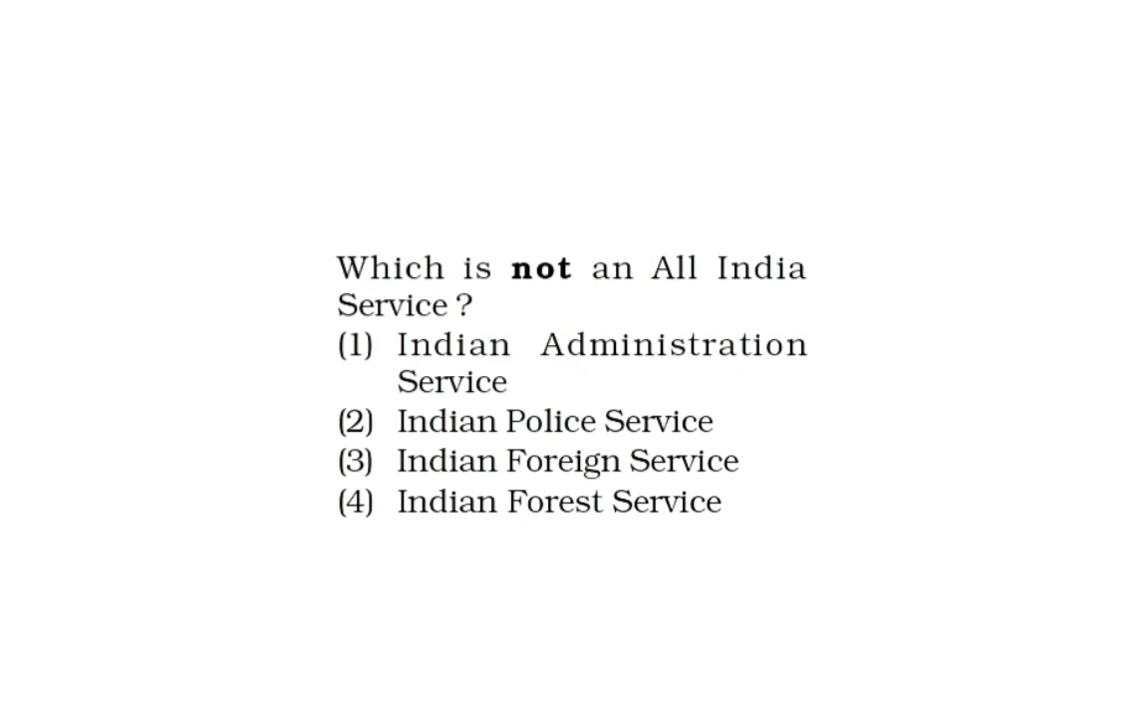 Which is not an All India
Service ?
(1) Indian Administration
Service
(2) Indian Police Service
(3) Indian Foreign Service
(4) Indian Forest Service